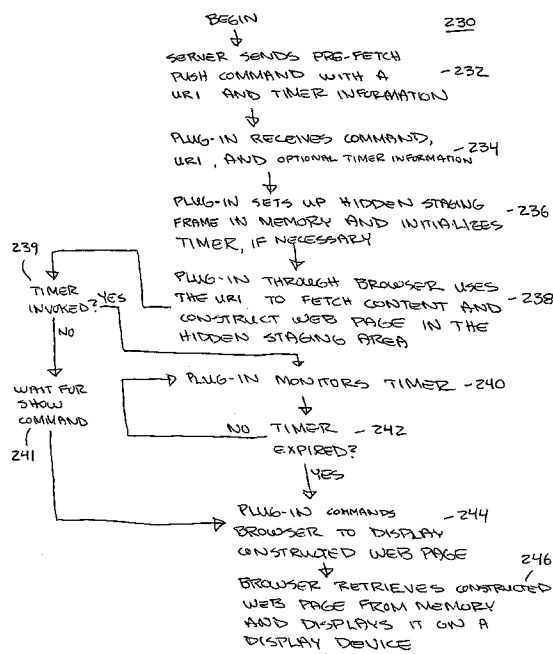 BEGIN
230
SERVER SENDS PRE-FETCH
PUSH COMMAND WITH A
URI AND TIMER INFORMATION
-232
PLUG-IN RECEIVES COMMAND,
URI, AND OPTIONAL TIMER INFORMATION
-234
PLUG-IN SETS UP HIDDEN STAGING
FRAME IN MEMORY AND INITIALIZES
TIMER, IF NECESSARY
-236
PLUG-IN THROUGH BROWSER USES
THE URI TO FETCH CONTENT AND
CONSTRUCT WEB PAGE IN THE
HIDDEN STAGING AREA
-238
239
TIMER
INVOKED?
YES
NO
WAIT FOR
SHOW
COMMAND
241
PLUG-IN MONITORS TIMER -240
NO
TIMER
EXPIRED?
-242
YES
PLUG-IN COMMANDS
BROWSER TO DISPLAY
CONSTRUCTED WEB PAGE
-244
246
BROWSER RETRIEVES CONSTRUCTED
WEB PAGE FROM MEMORY
AND DISPLAYS IT ON A
DISPLAY DEVICE